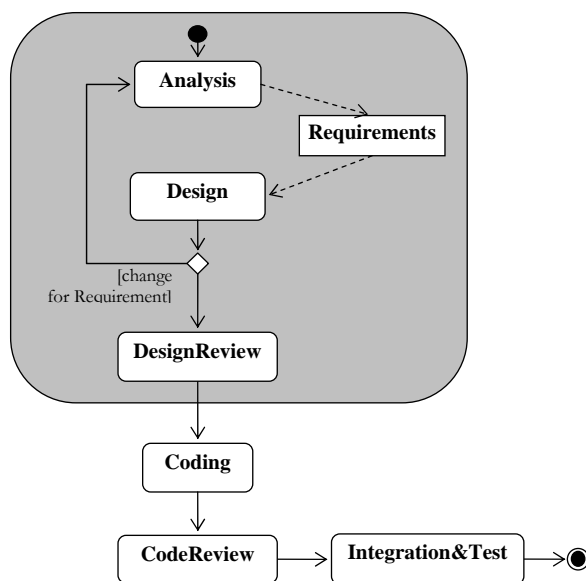 Analysis
Requirements
Design
[change
for Requirement]
DesignReview
Coding
CodeReview
Integration&Test